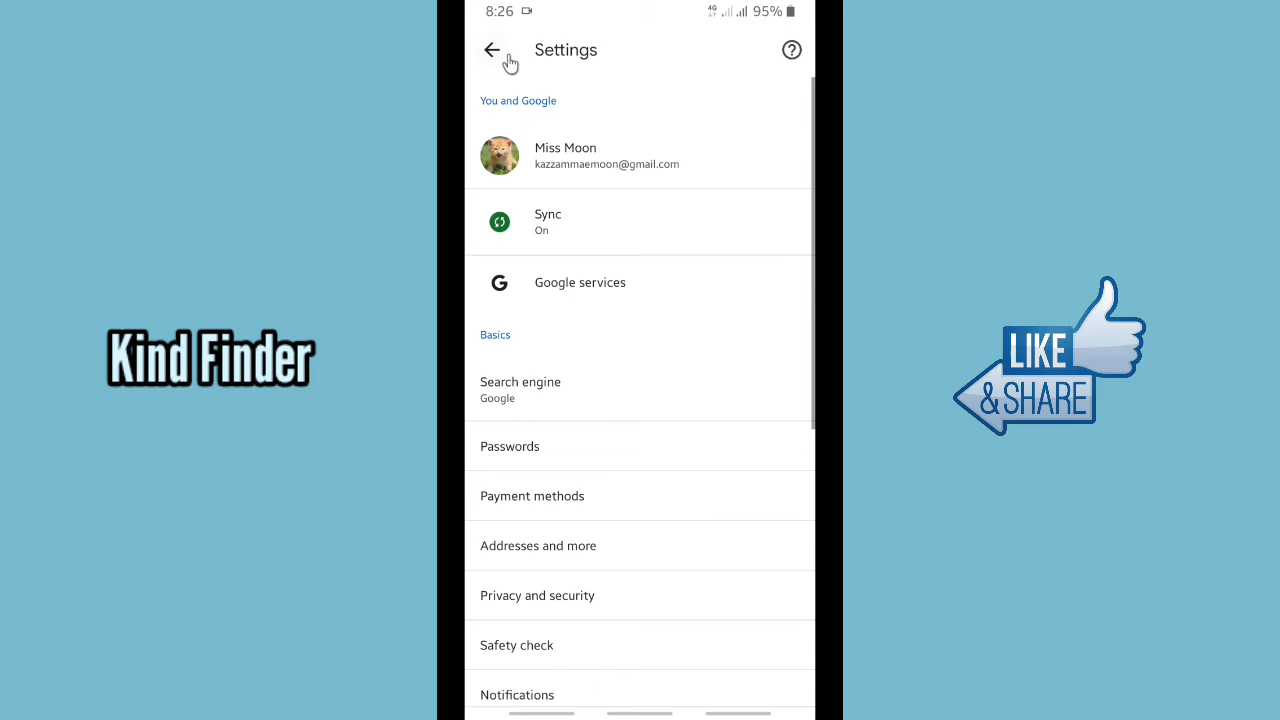 8:26
4G
95%
Settings
You and Google
Miss Moon
kazzammaemoon@gmail.com
Sync
On
Google services
Basics
Search engine
Google
Passwords
Payment methods
Addresses and more
Privacy and security
Safety check
Notifications
Kind Finder
LIKE
& SHARE